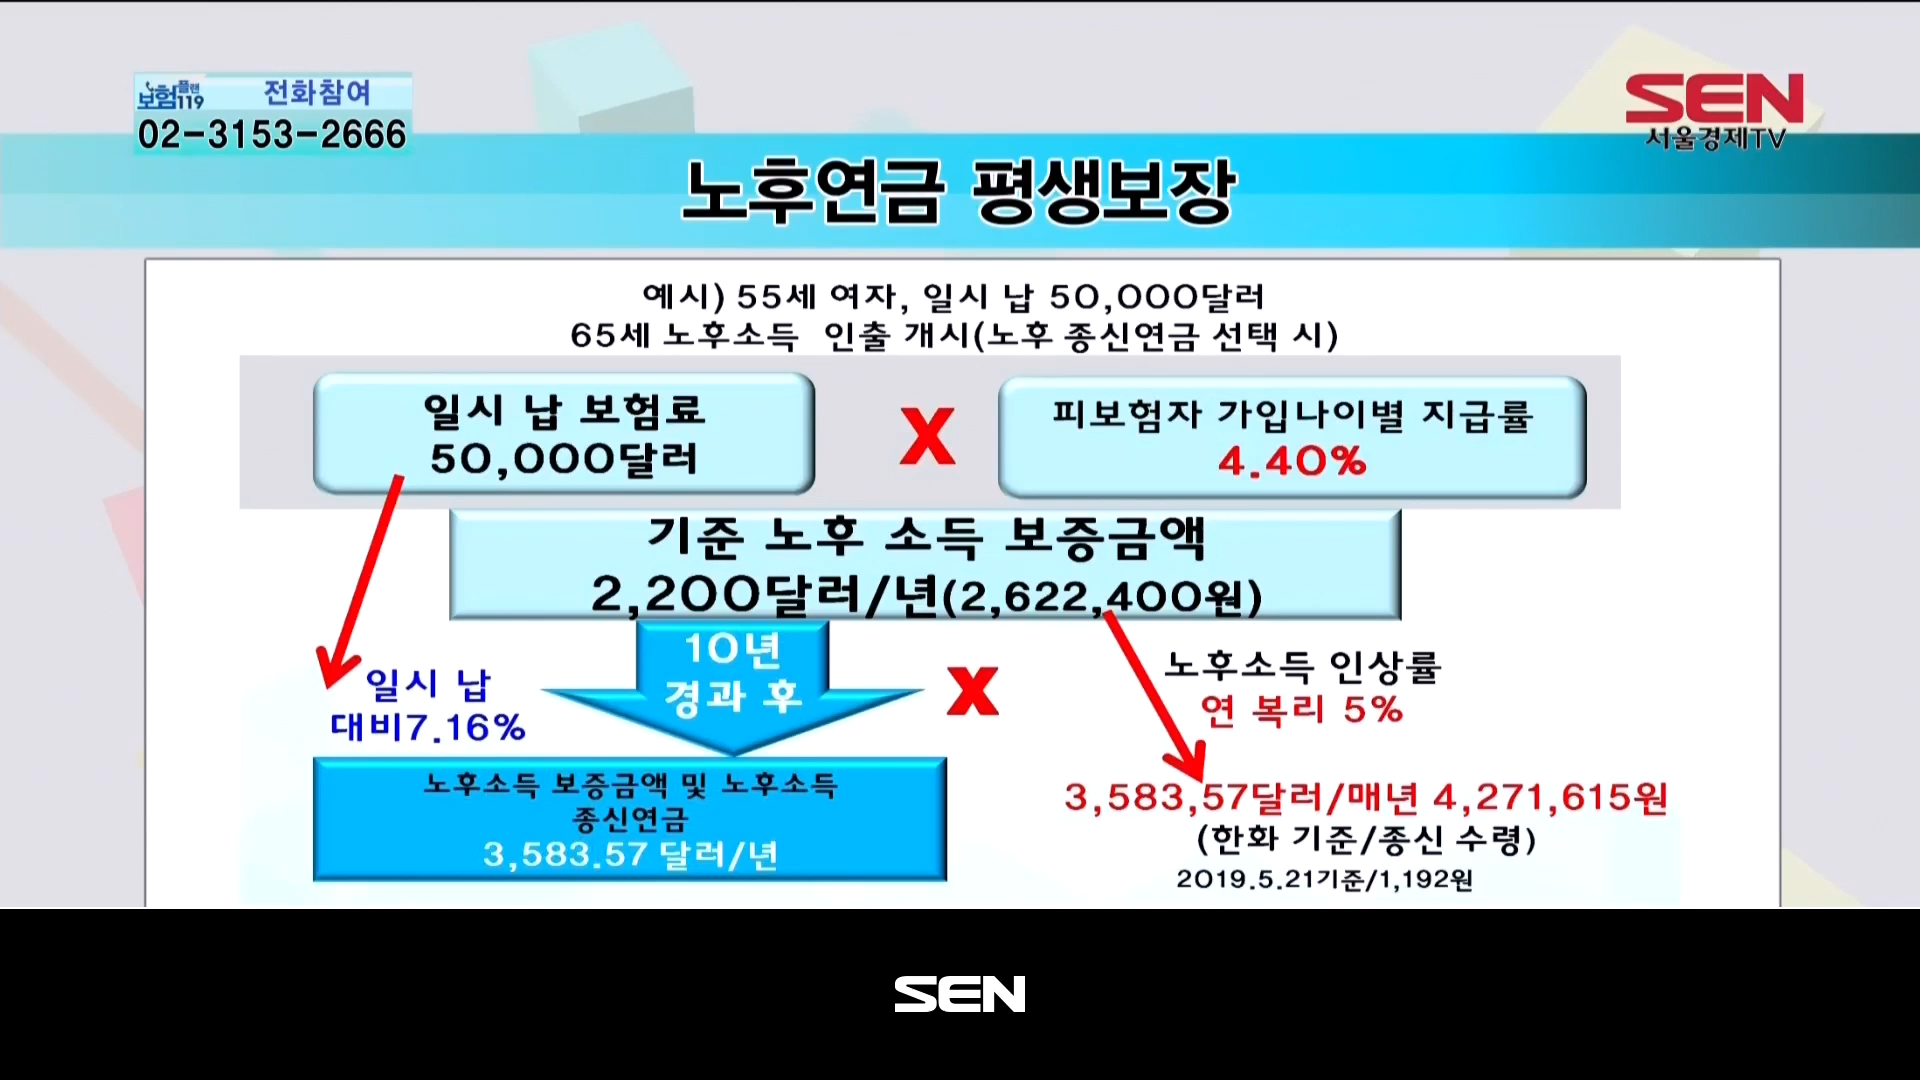 보험플랜119 전화참여
02-3153-2666
SEN
서울경제TV
노후연금 평생보장
예시) 55세 여자, 일시 납 50,000달러
65세 노후소득 인출 개시(노후 종신연금 선택 시)
일시 납 보험료
50,000달러
X
피보험자 가입나이별 지급률
4.40%
기준 노후 소득 보증금액
2,200달러/년(2,622,400원)
일시 납
대비7.16%
10년
경과 후
X
노후소득 인상률
연 복리 5%
노후소득 보증금액 및 노후소득
종신연금
3,583.57 달러/년
3,583,57달러/매년 4,271,615원
(한화 기준/종신 수령)
2019.5.21기준/1,192원
SEN